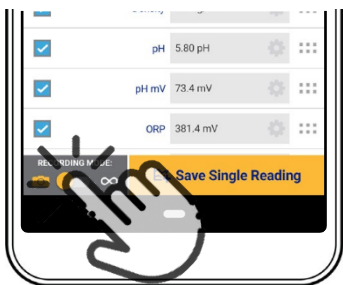 pH 5.80 pH
pH mV 73.4 mV
ORP 381.4 mV
RECORDING MODE:
Save Single Reading